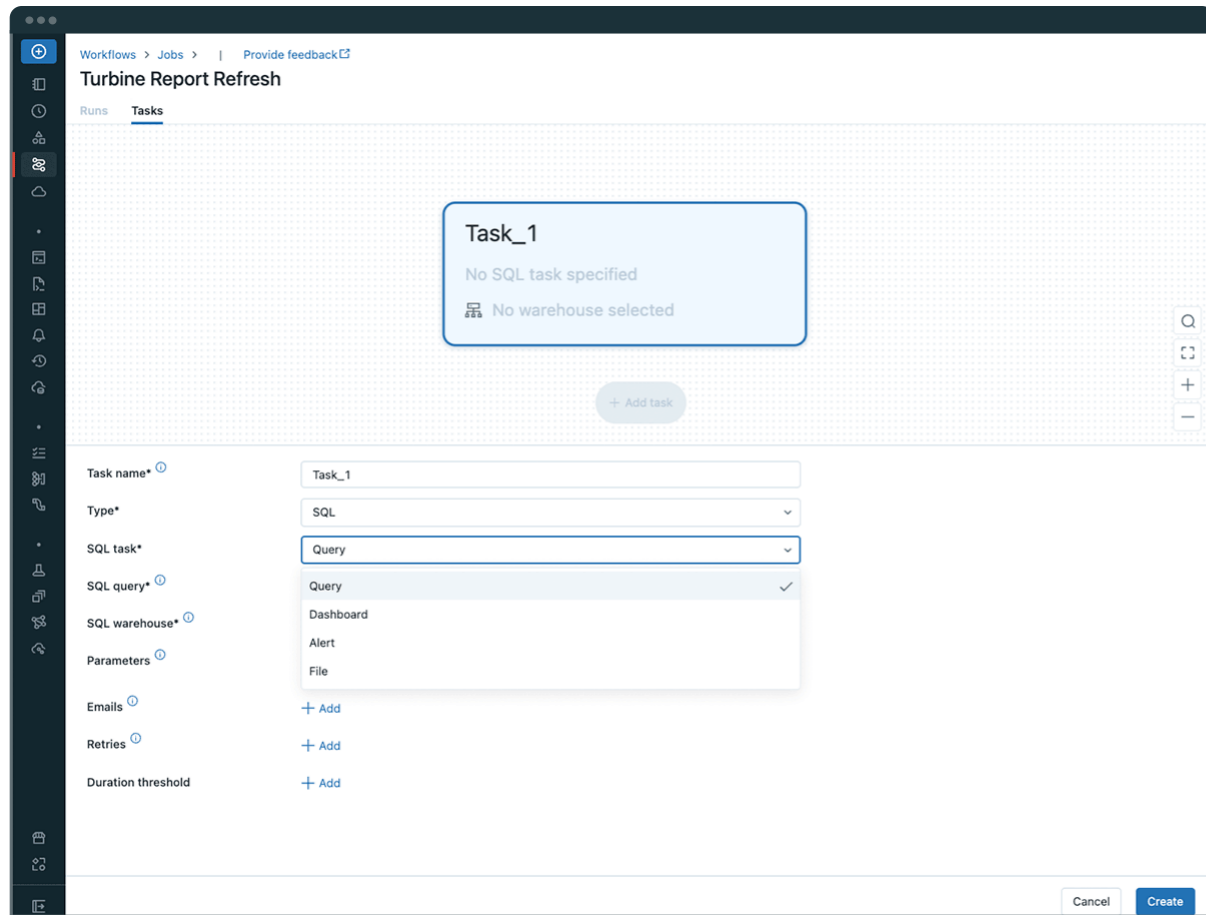 Workflows > Jobs > | Provide feedback
Turbine Report Refresh
Runs Tasks
Task_1
No SQL task specified
No warehouse selected
+ Add task
Task name* Task_1
Type* SQL
SQL task* Query
SQL query* Query
Dashboard
SQL warehouse*
Alert
Parameters
File
Emails + Add
Retries + Add
Duration threshold + Add
Cancel Create